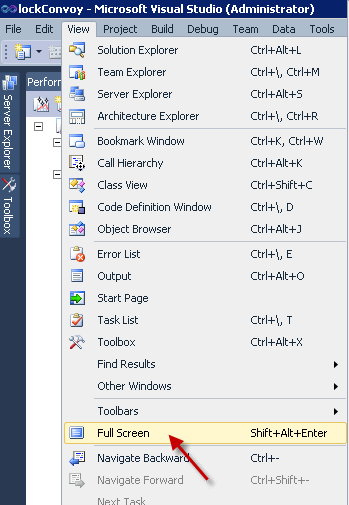 lockConvoy - Microsoft Visual Studio (Administrator)
File Edit View Project Build Debug Team Data Tools
Server Explorer
Toolbox
Perform
Solution Explorer Ctrl+Alt+L
Team Explorer Ctrl+\, Ctrl+M
Server Explorer Ctrl+Alt+S
Architecture Explorer Ctrl+\, Ctrl+R
Bookmark Window Ctrl+K, Ctrl+W
Call Hierarchy Ctrl+Alt+K
Class View Ctrl+Shift+C
Code Definition Window Ctrl+\, D
Object Browser Ctrl+Alt+J
Error List Ctrl+\, E
Output Ctrl+Alt+O
Start Page
Task List Ctrl+\, T
Toolbox Ctrl+Alt+X
Find Results
Other Windows
Toolbars
Full Screen Shift+Alt+Enter
Navigate Backward Ctrl+-
Navigate Forward Ctrl+Shift+-
Next Task